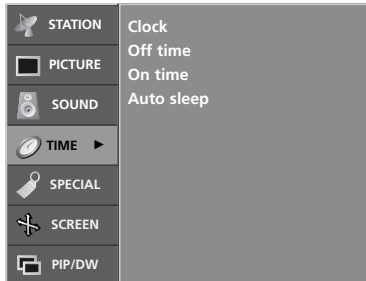 STATION
PICTURE
SOUND
TIME ►
SPECIAL
SCREEN
PIP/DW
Clock
Off time
On time
Auto sleep